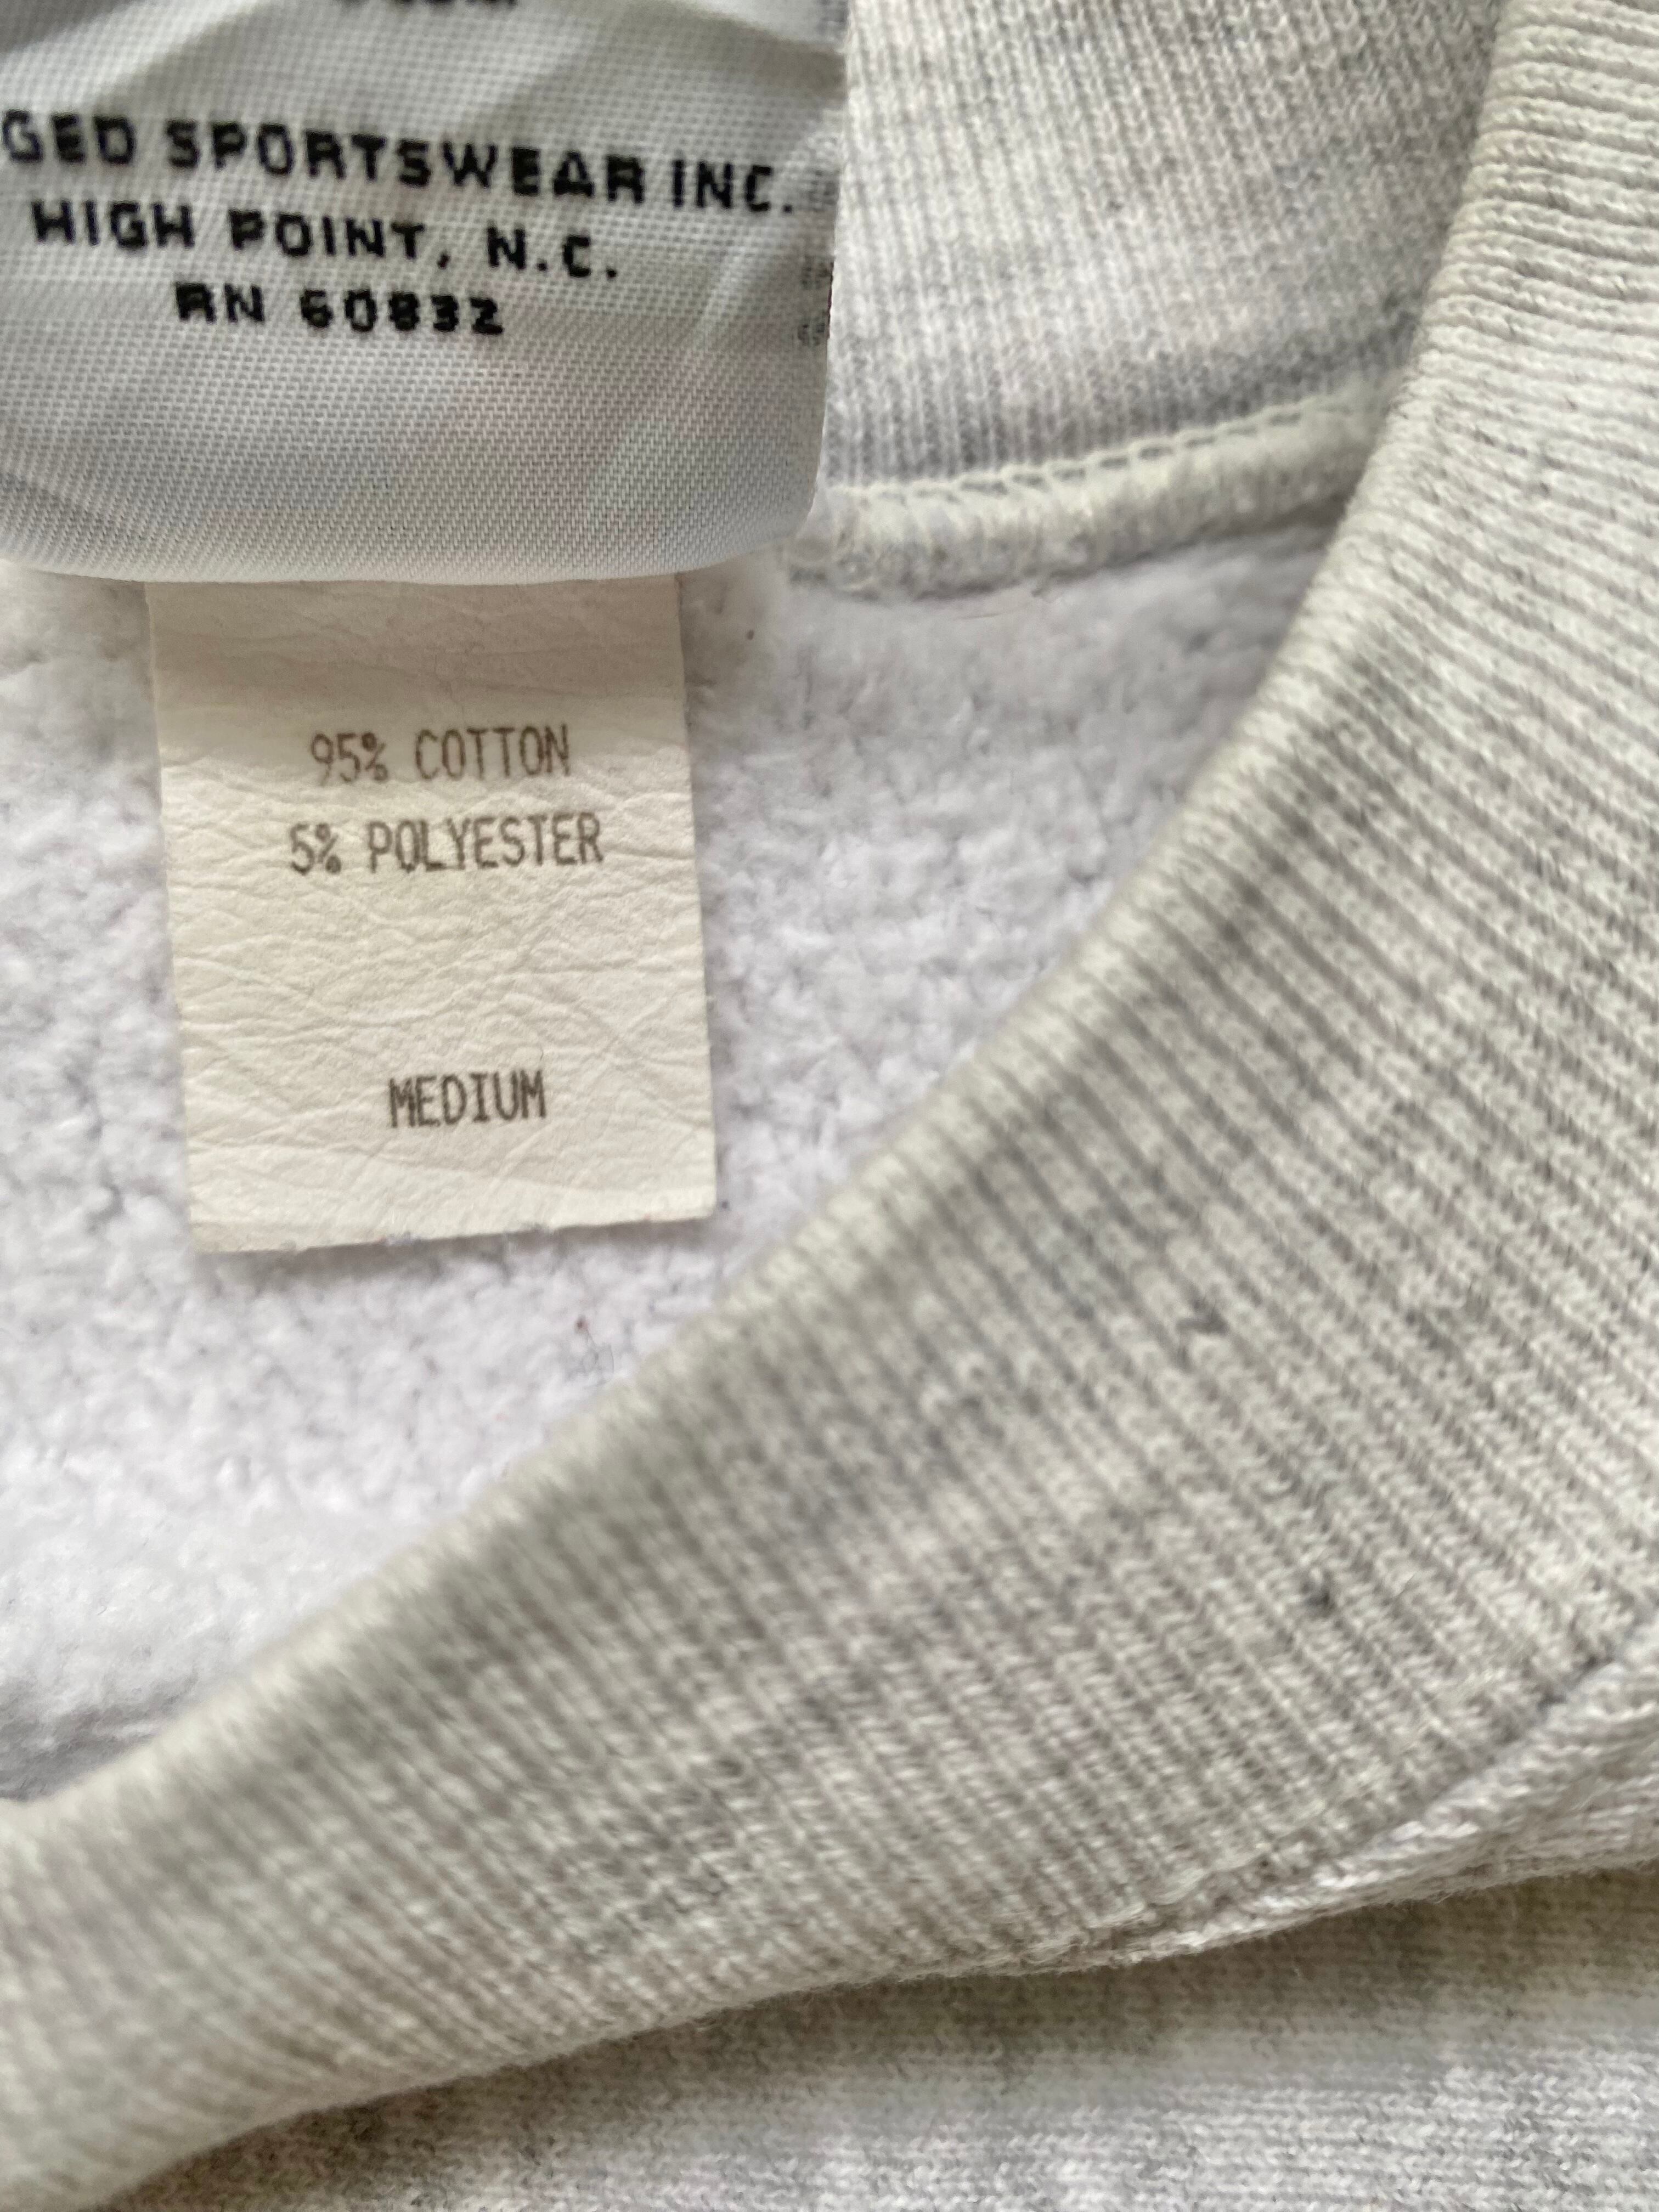 GED SPORTSWEAR INC.
HIGH POINT, N.C.
RN 60832
95% COTTON
5% POLYESTER
MEDIUM